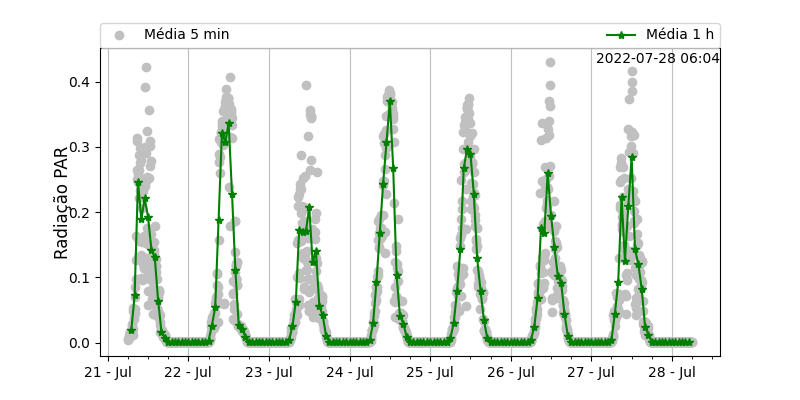 Média 5 min
Média 1 h
2022-07-28 06:04
Radiação PAR
0.4
0.3
0.2
0.1
0.0
21 - Jul
22 - Jul
23 - Jul
24 - Jul
25 - Jul
26 - Jul
27 - Jul
28 - Jul